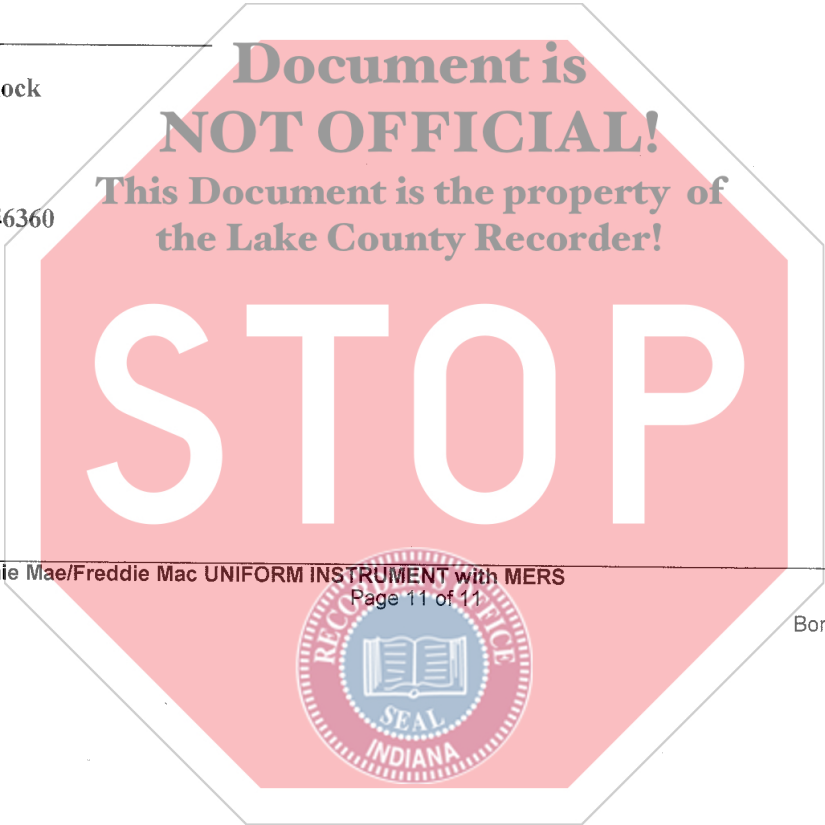 Document is
ock
NOT OFFICIAL!
This Document is the property of
6360
the Lake County Recorder!
STOP
ie Mae/Freddie Mac UNIFORM INSTRUMENT with MERS
Page 11 of 11
Bor
RECORDER'S OFFICE
SEAL
INDIANA